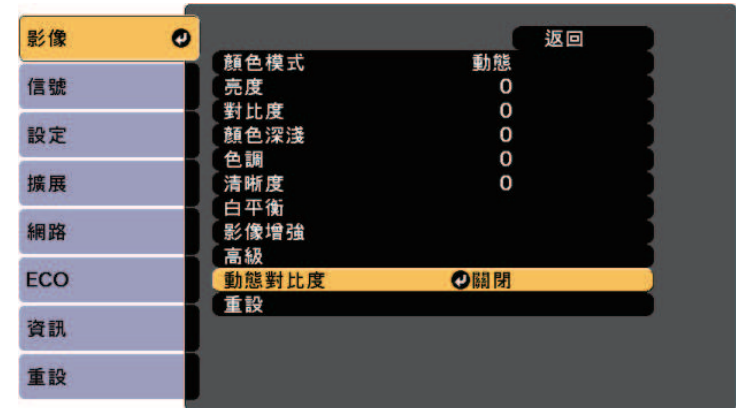 影像
信號
設定
擴展
網路
ECO
資訊
重設
返回
顏色模式 動態
亮度 0
對比度 0
顏色深淺 0
色調 0
清晰度 0
白平衡
影像增強
高級
動態對比度 關閉
重設